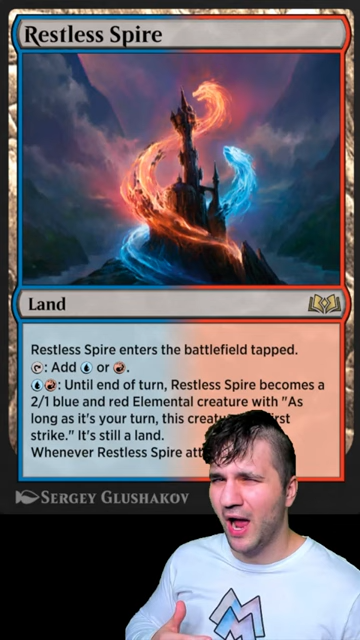 Restless Spire
Land
Restless Spire enters the battlefield tapped.
: Add or .
: Until end of turn, Restless Spire becomes a
2/1 blue and red Elemental creature with "As
long as it's your turn, this
strike." It's still a land.
Whenever Restless Spire
SERGEY GLUSHAKOV